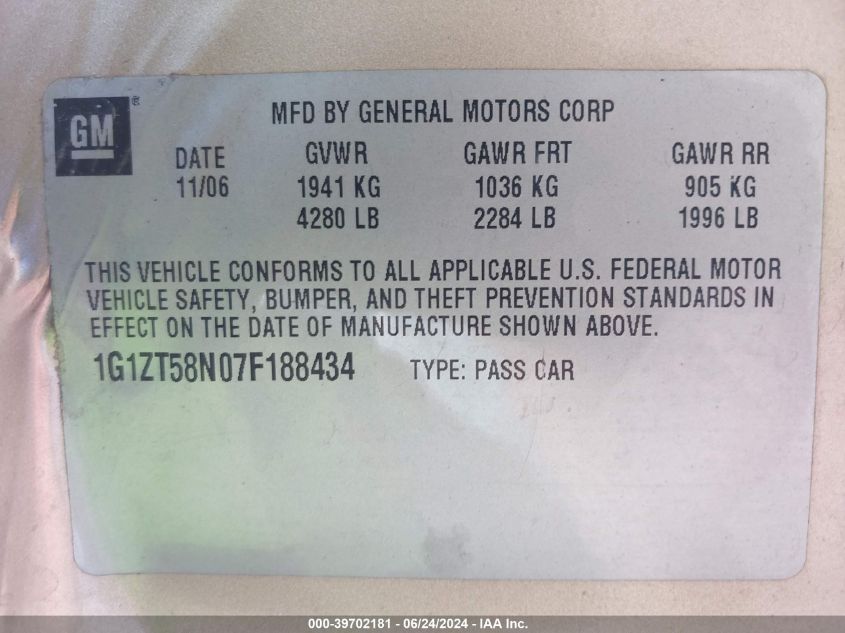 GM ®
MFD BY GENERAL MOTORS CORP
DATE GVWR GAWR FRT GAWR RR
11/06 1941 KG 1036 KG 905 KG
4280 LB 2284 LB 1996 LB
THIS VEHICLE CONFORMS TO ALL APPLICABLE U.S. FEDERAL MOTOR
VEHICLE SAFETY, BUMPER, AND THEFT PREVENTION STANDARDS IN
EFFECT ON THE DATE OF MANUFACTURE SHOWN ABOVE.
1G1ZT58N07F188434 TYPE: PASS CAR
000-39702181 - 06/24/2024 - IAA Inc.